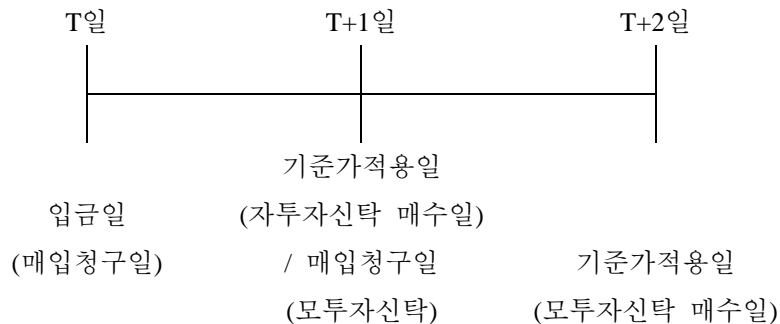 T일 T+1일 T+2일
기준가적용일
입금일 (자투자신탁 매수일)
(매입청구일) / 매입청구일 기준가적용일
(모투자신탁) (모투자신탁 매수일)